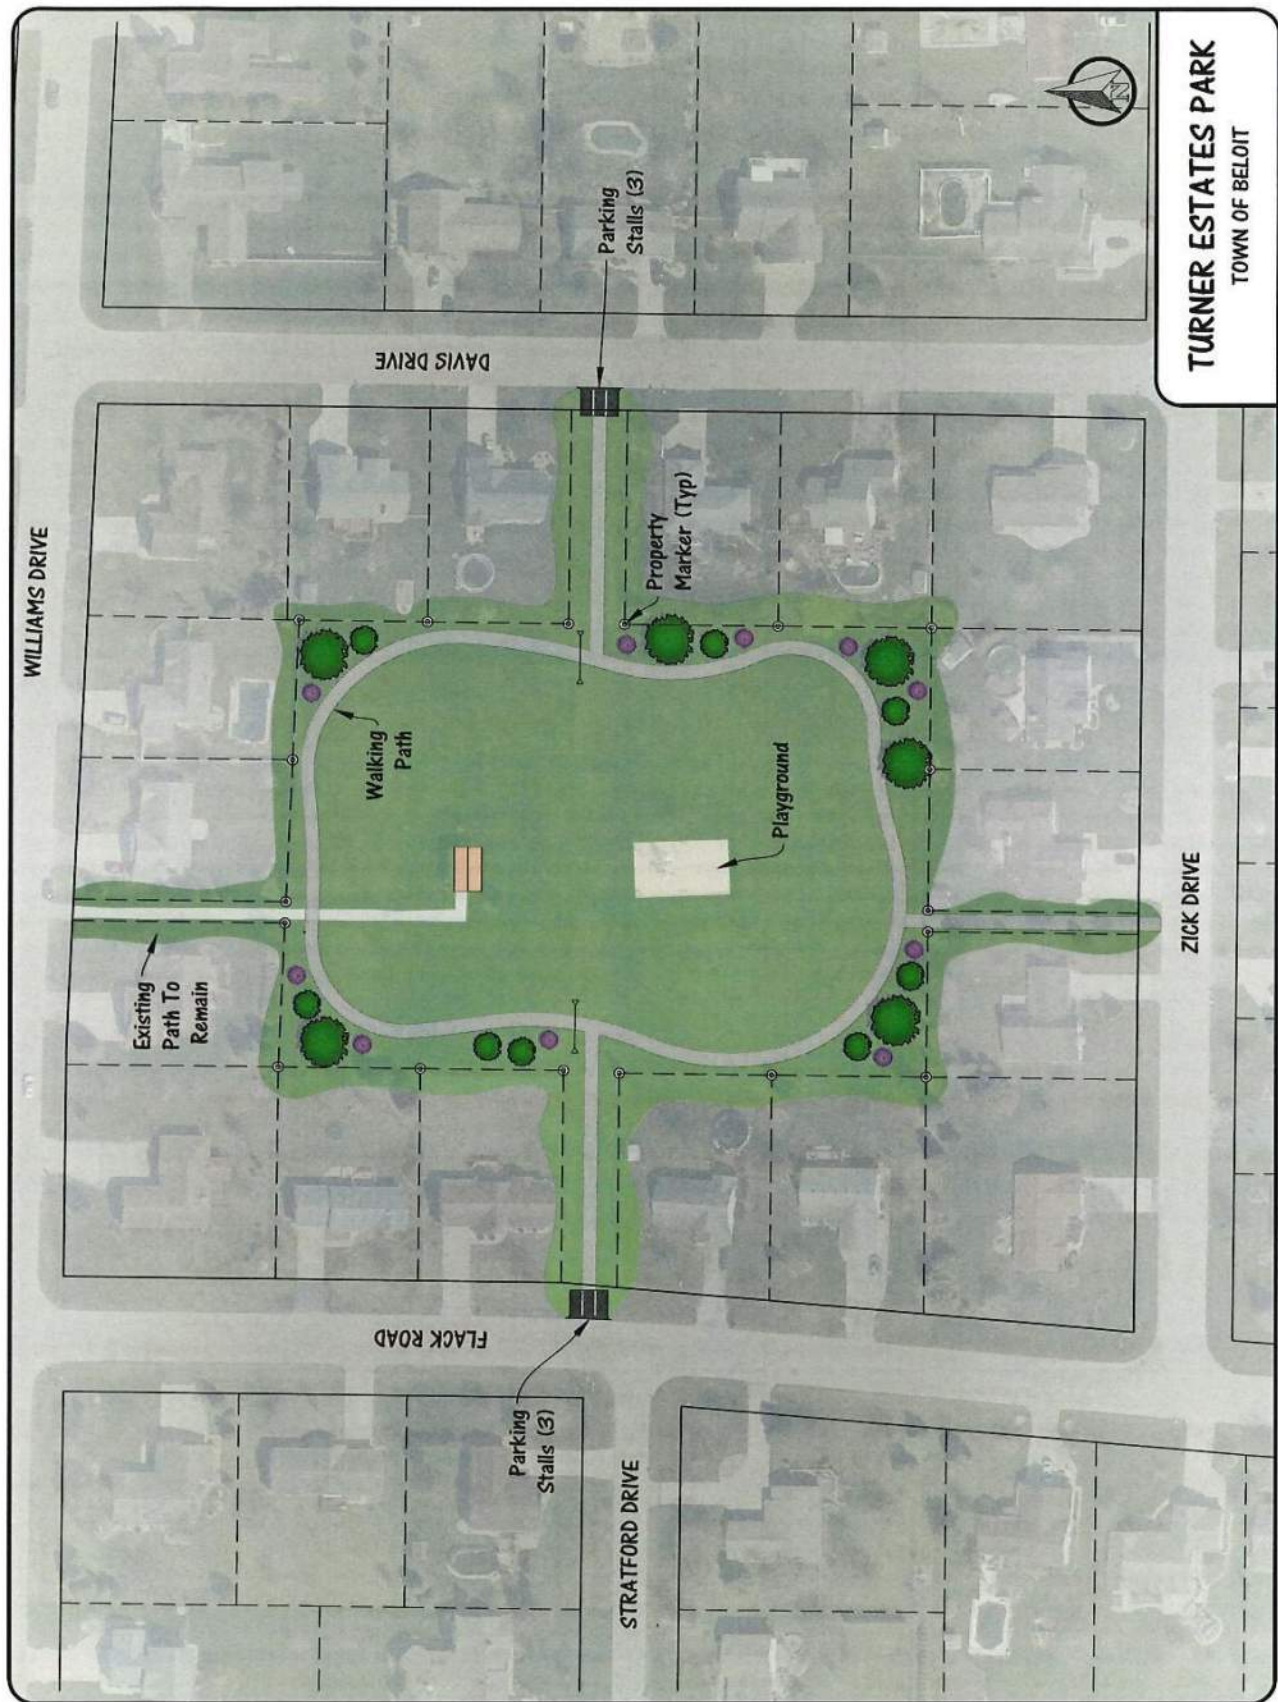 WILLIAMS DRIVE
Existing
Path To
Remain
Walking
Path
DAVIS DRIVE
Parking
Stalls (3)
Property
Marker (Typ)
Playground
FLACK ROAD
Parking
Stalls (3)
STRATFORD DRIVE
ZICK DRIVE
N
TURNER ESTATES PARK
TOWN OF BELOIT